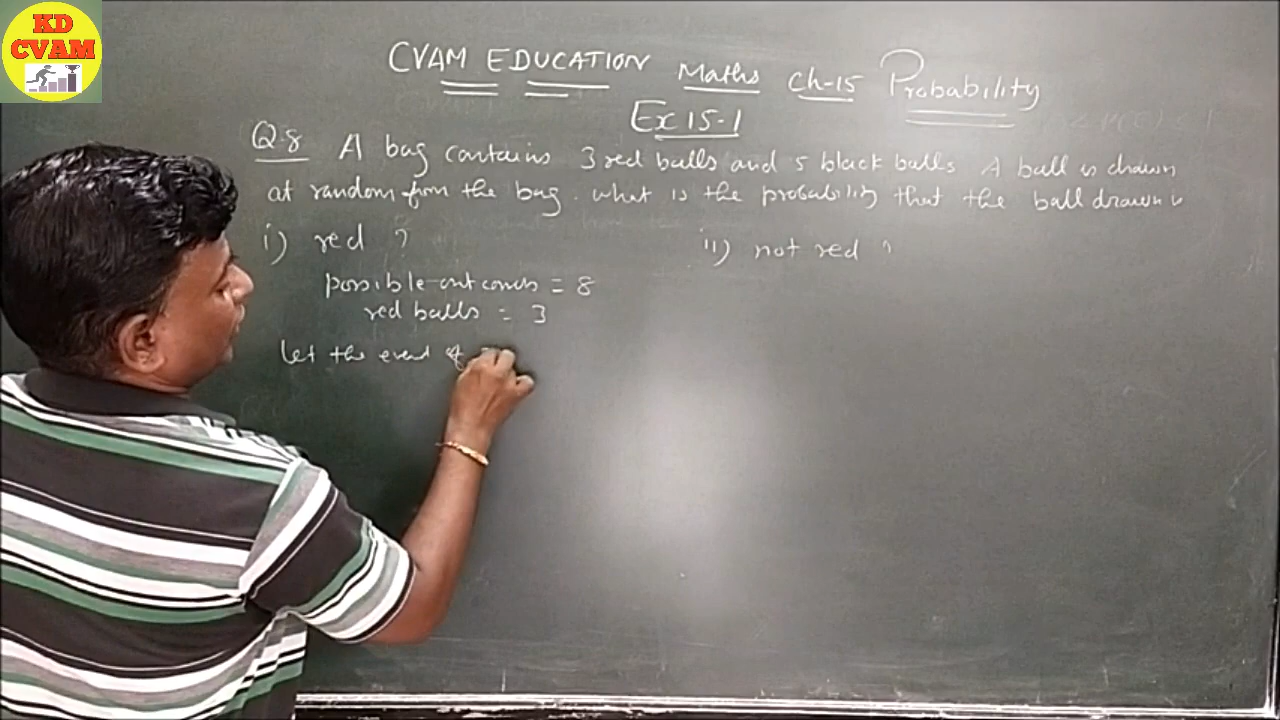 KD
CVAM
CVAM EDUCATION Maths Ch-15 Probability
Ex 15.1
Q.8 A bag contains 3 red balls and 5 black balls A ball is drawn
at random from the bag. what is the probability that the ball drawn is
i) red ?
ii) not red ?
possible outcomes = 8
red balls = 3
let the event of